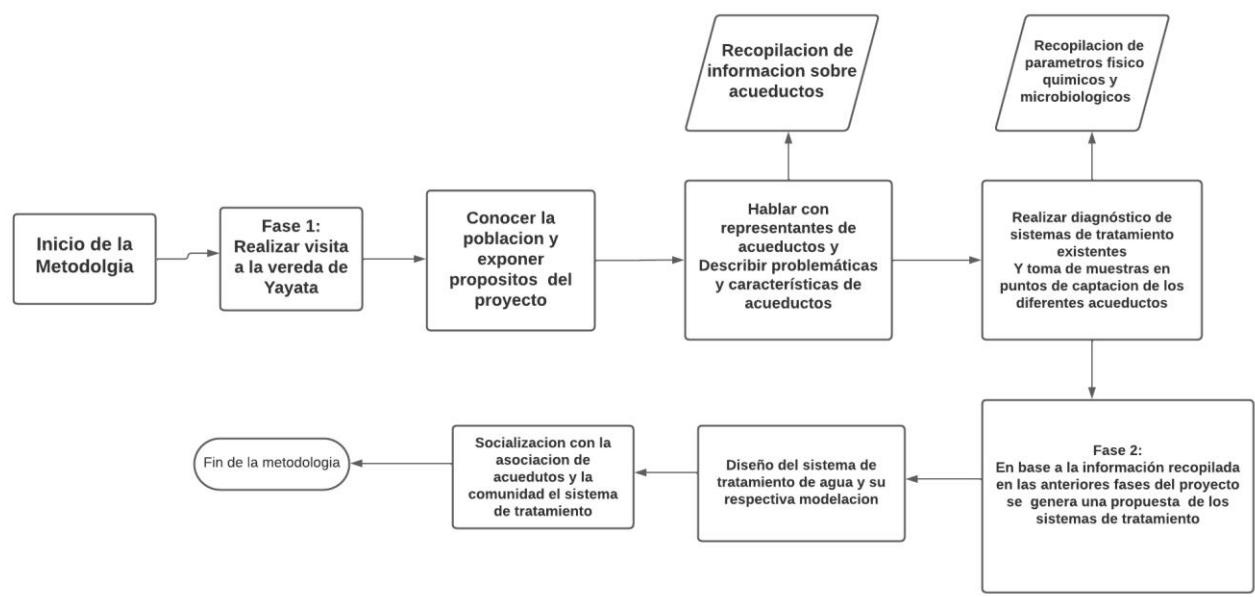 Recopilacion de
informacion sobre
acueductos
Recopilacion de
parametros fisico
quimicos y
microbiologicos
Inicio de la
Metodolgia
Fase 1:
Realizar visita
a la vereda de
Yayata
Conocer la
poblacion y
exponer
propositos del
proyecto
Hablar con
representantes de
acueductos y
Describir problemáticas
y características de
acueductos
Realizar diagnóstico de
sistemas de tratamiento
existentes
Y toma de muestras en
puntos de captacion de los
diferentes acueductos
Fase 2:
En base a la información recopilada
en las anteriores fases del proyecto
se genera una propuesta de los
sistemas de tratamiento
Diseño del sistema de
tratamiento de agua y su
respectiva modelacion
Socializacion con la
asociacion de
acuedutos y la
comunidad el sistema
de tratamiento
Fin de la metodologia